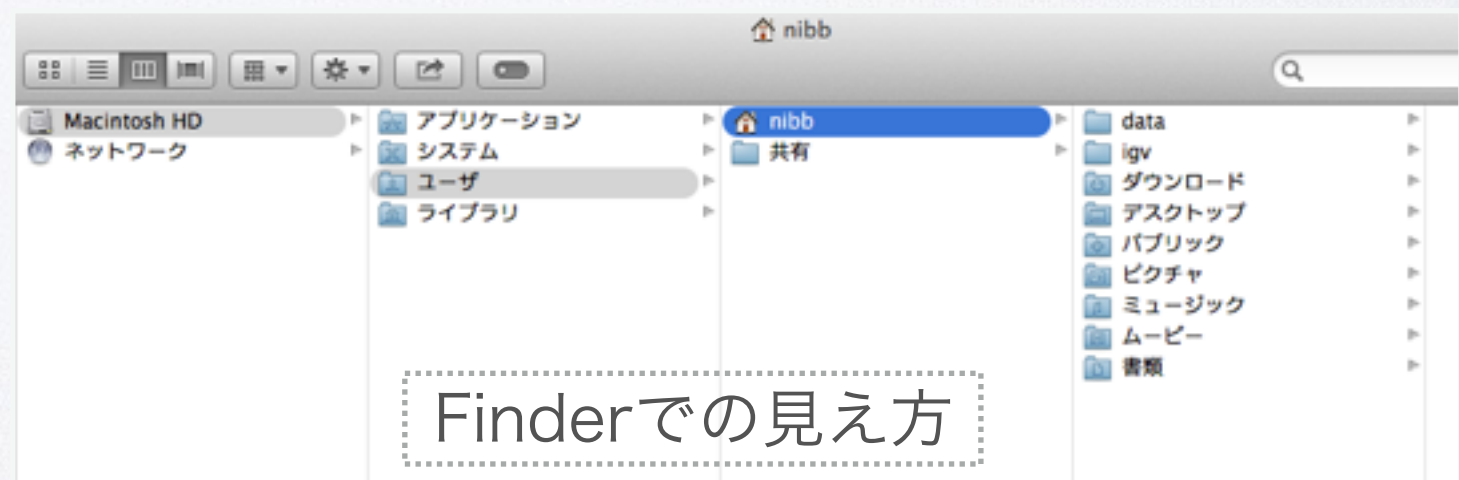 nibb
Macintosh HD
ネットワーク
アプリケーション
システム
ユーザ
ライブラリ
nibb
共有
data
igv
ダウンロード
デスクトップ
パブリック
ピクチャ
ミュージック
ムービー
書類
Finderでの見え方